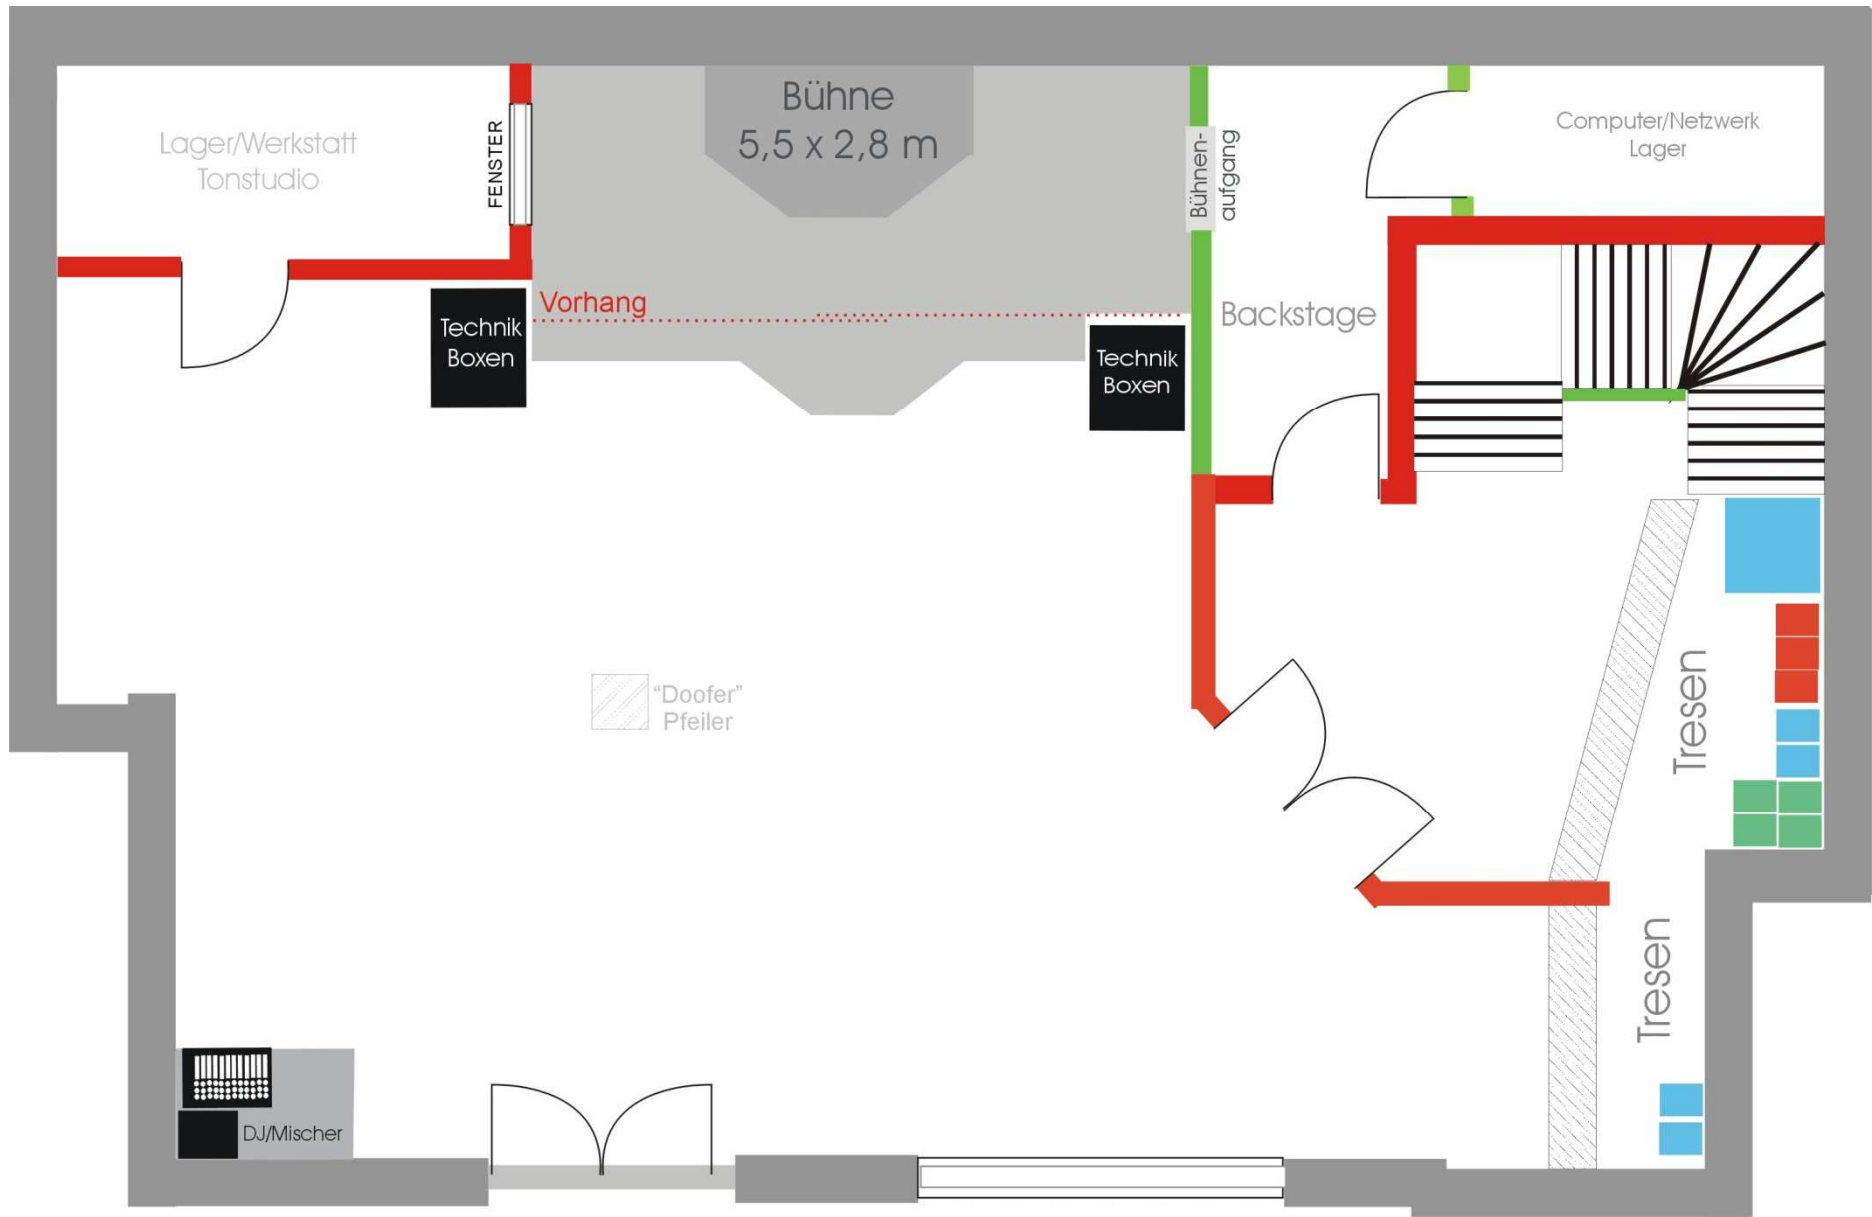 Lager/Werkstatt
Tonstudio
FENSTER
Bühne
5,5 x 2,8 m
Bühnen-
aufgang
Computer/Netzwerk
Lager
Vorhang
Backstage
Technik
Boxen
Technik
Boxen
"Doofer"
Pfeiler
Tresen
Tresen
DJ/Mischer